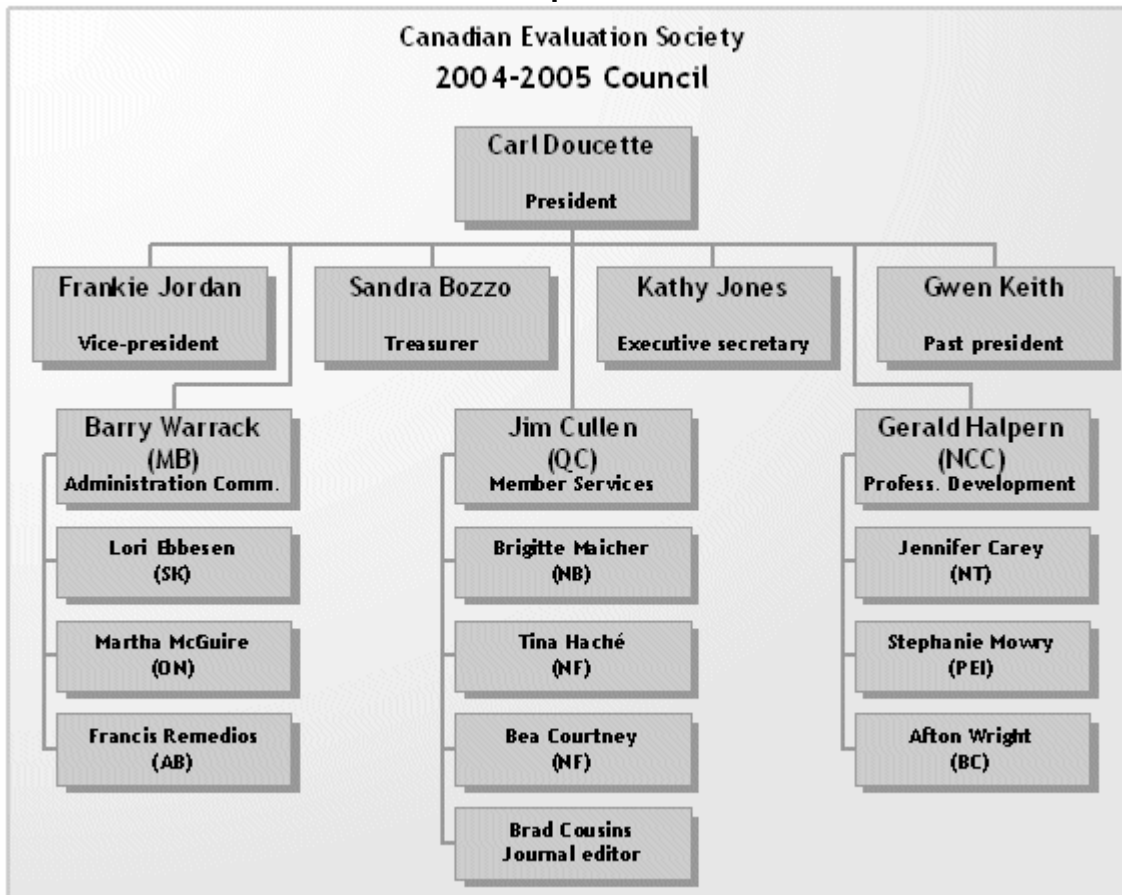 Canadian Evaluation Society
2004-2005 Council
Carl Doucette
President
Frankie Jordan
Vice-president
Sandra Bozzo
Treasurer
Kathy Jones
Executive secretary
Gwen Keith
Past president
Barry Warrack
(MB)
Administration Comm.
Lori Ebbesen
(SK)
Martha McGuire
(ON)
Francis Remedios
(AB)
Jim Cullen
(QC)
Member Services
Brigitte Maicher
(NB)
Tina Haché
(NF)
Bea Courtney
(NF)
Brad Cousins
Journal editor
Gerald Halpern
(NCC)
Profess. Development
Jennifer Carey
(NT)
Stephanie Mowry
(PEI)
Afton Wright
(BC)